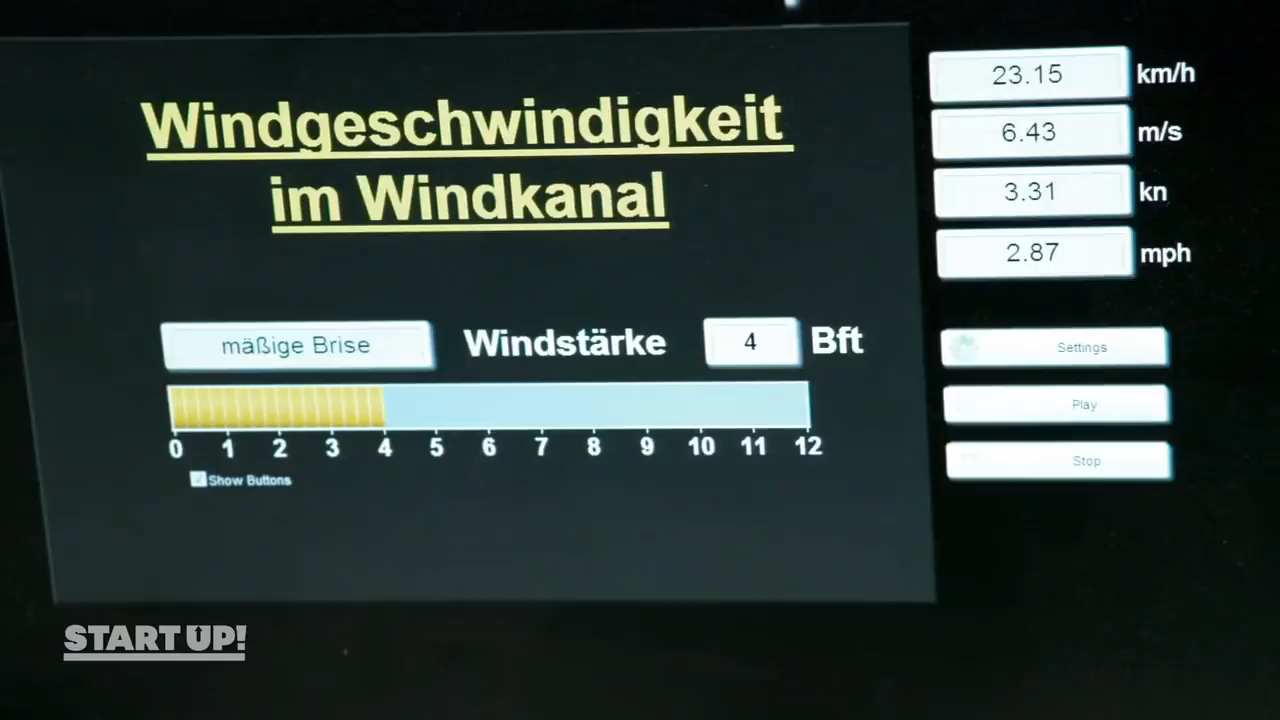 Windgeschwindigkeit
im Windkanal
23.15 km/h
6.43 m/s
3.31 kn
2.87 mph
mäßige Brise Windstärke 4 Bft
0 1 2 3 4 5 6 7 8 9 10 11 12
Show Buttons
Settings
Play
Stop
START UP!